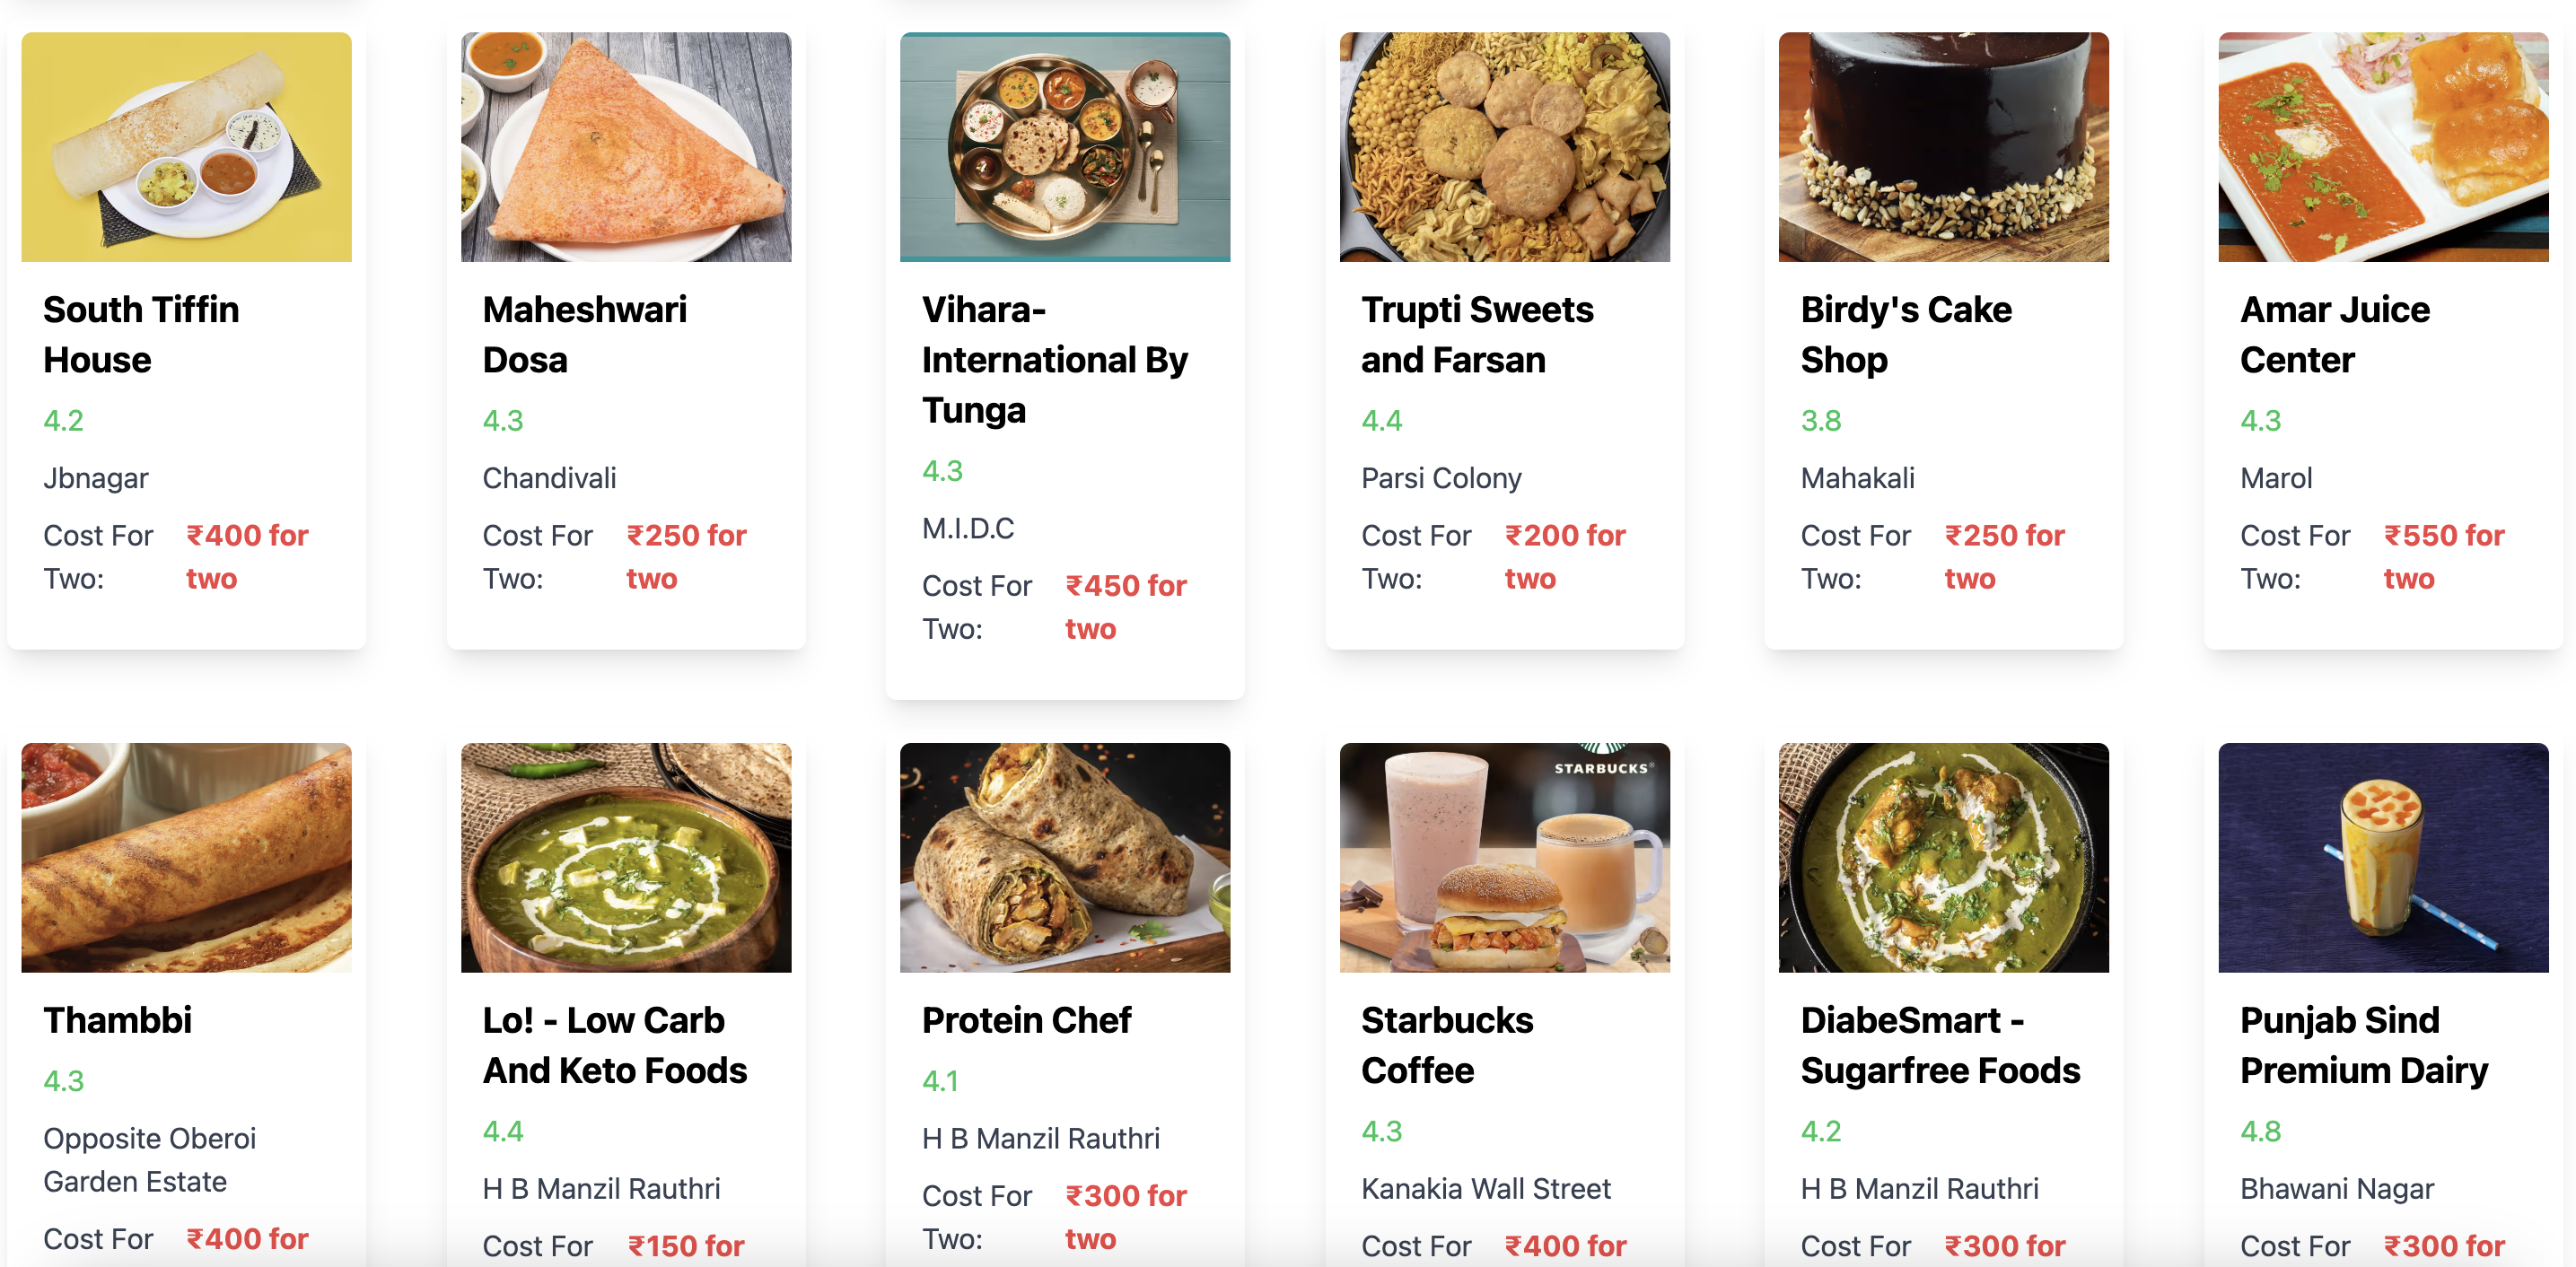 South Tiffin
House
4.2
Jbnagar
Cost For
Two:
₹400 for
two
Maheshwari
Dosa
4.3
Chandivali
Cost For
Two:
₹250 for
two
Vihara-
International By
Tunga
4.3
M.I.D.C
Cost For
Two:
₹450 for
two
Trupti Sweets
and Farsan
4.4
Parsi Colony
Cost For
Two:
₹200 for
two
Birdy's Cake
Shop
3.8
Mahakali
Cost For
Two:
₹250 for
two
Amar Juice
Center
4.3
Marol
Cost For
Two:
₹550 for
two
Thambbi
4.3
Opposite Oberoi
Garden Estate
Cost For
₹400 for
Lo! - Low Carb
And Keto Foods
4.4
H B Manzil Rauthri
Cost For
₹150 for
Protein Chef
4.1
H B Manzil Rauthri
Cost For
Two:
₹300 for
two
STARBUCKS®
Starbucks
Coffee
4.3
Kanakia Wall Street
Cost For
₹400 for
DiabeSmart -
Sugarfree Foods
4.2
H B Manzil Rauthri
Cost For
₹300 for
Punjab Sind
Premium Dairy
4.8
Bhawani Nagar
Cost For
₹300 for